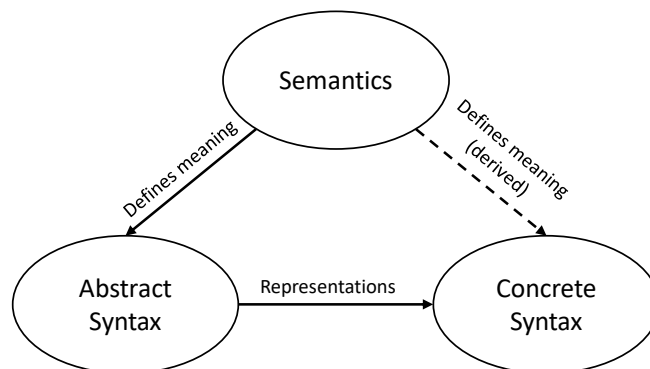 Semantics
Defines meaning
Defines meaning
(derived)
Abstract
Syntax
Representations
Concrete
Syntax